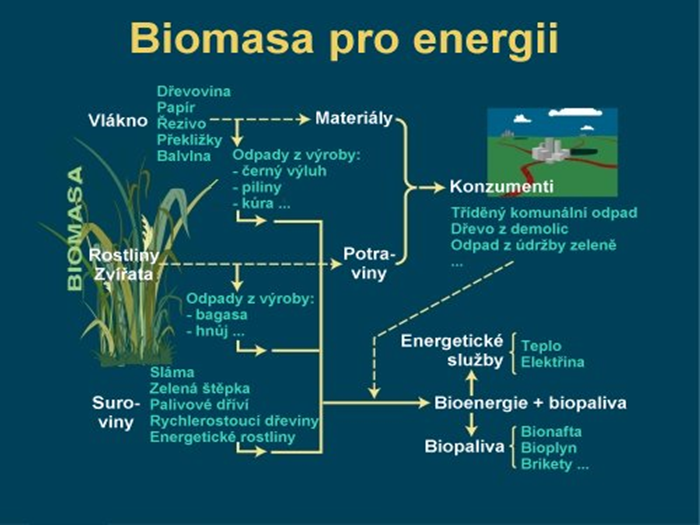 Biomasa pro energii
BIOMASA
Vlákno
Dřevovina
Papír
Řezivo
Překližky
Balvlna
Materiály
Odpady z výroby:
- černý výluh
- piliny
- kůra ...
Konzumenti
Tříděný komunální odpad
Dřevo z demolic
Odpad z údržby zeleně
...
Rostliny
Zvířata
Potra-
viny
Odpady z výroby:
- bagasa
- hnůj ...
Suro-
viny
Sláma
Zelená štěpka
Palivové dříví
Rychlerostoucí dřeviny
Energetické rostliny
Energetické
služby
Teplo
Elektřina
Bioenergie + biopaliva
Biopaliva
Bionafta
Bioplyn
Brikety ...